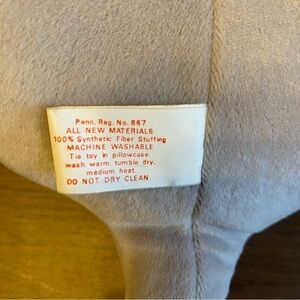 Penn. Reg. No. 867
ALL NEW MATERIALS
100% Synthetic Fiber Stuffing
MACHINE WASHABLE
Tie toy in pillowcase,
wash warm, tumble dry,
medium heat.
DO NOT DRY CLEAN.